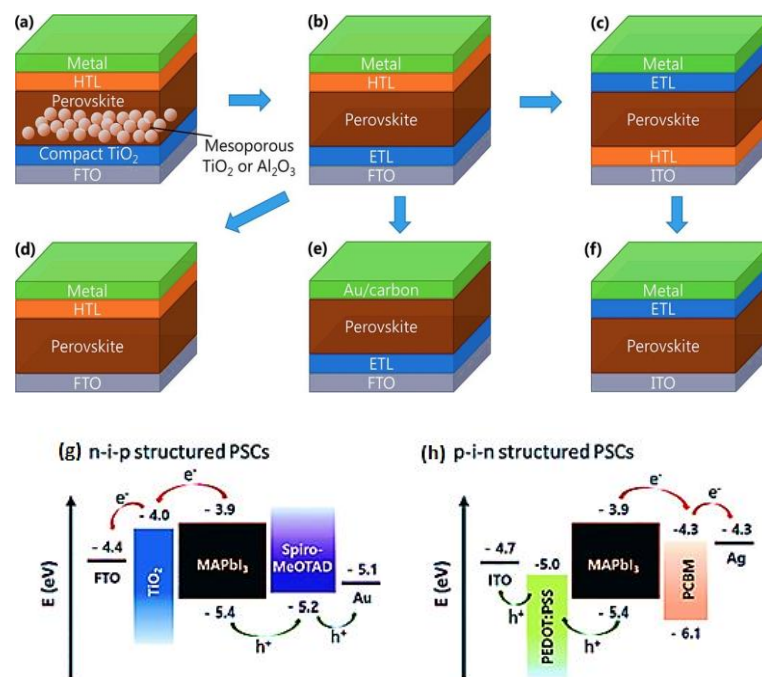 (a)
Metal
HTL
Perovskite
Compact TiO₂
FTO
Mesoporous
TiO₂ or Al₂O₃
(b)
Metal
HTL
Perovskite
ETL
FTO
(c)
Metal
ETL
Perovskite
HTL
ITO
(d)
Metal
HTL
Perovskite
FTO
(e)
Au/carbon
Perovskite
ETL
FTO
(f)
Metal
ETL
Perovskite
ITO
(g) n-i-p structured PSCs
E (eV)
e⁻
e⁻
- 4.4
FTO
- 4.0
TiO₂
- 3.9
MAPbI₃
- 5.4
Spiro-
MeOTAD
- 5.2
- 5.1
Au
h⁺
h⁺
(h) p-i-n structured PSCs
E (eV)
e⁻
e⁻
- 4.7
ITO
-5.0
PEDOT:PSS
- 3.9
MAPbI₃
- 5.4
-4.3
PCBM
- 6.1
- 4.3
Ag
h⁺
h⁺